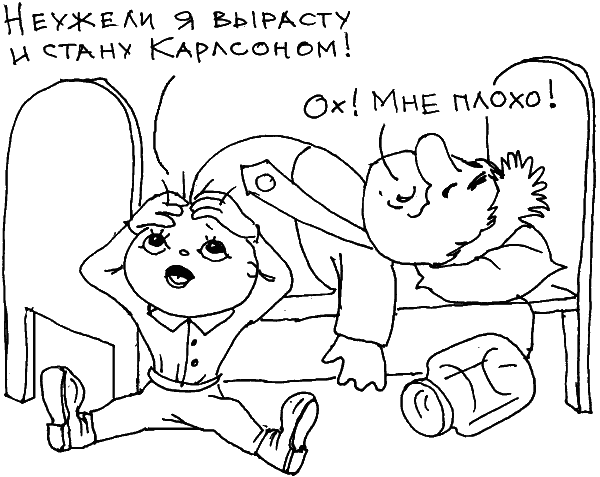 Неужели я вырасту
и стану Карлсоном!
Ох! Мне плохо!